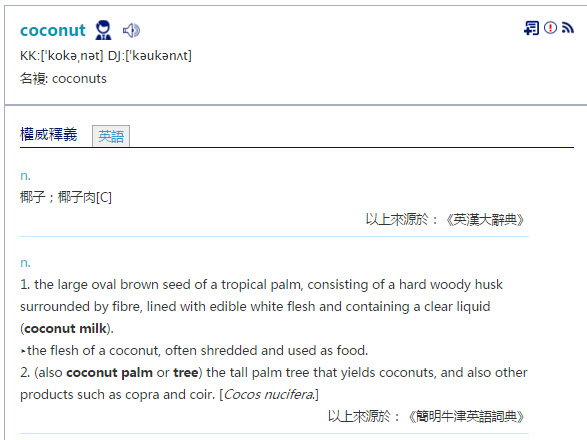 coconut
KK:[ˋkokə͵nət] DJ:[ˋkəukənʌt]
名複: coconuts
權威釋義 英語
n.
椰子；椰子肉[C]
以上來源於：《英漢大辭典》
n.
1. the large oval brown seed of a tropical palm, consisting of a hard woody husk
surrounded by fibre, lined with edible white flesh and containing a clear liquid
(coconut milk).
▸the flesh of a coconut, often shredded and used as food.
2. (also coconut palm or tree) the tall palm tree that yields coconuts, and also other
products such as copra and coir. [Cocos nucifera.]
以上來源於：《簡明牛津英語詞典》